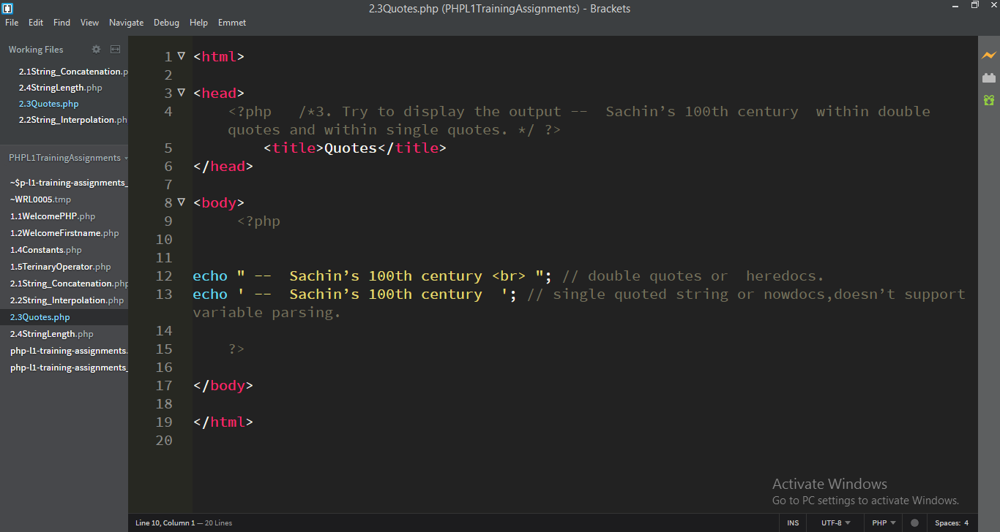 2.3Quotes.php (PHPL1TrainingAssignments) - Brackets
File Edit Find View Navigate Debug Help Emmet
Working Files
2.1String_Concatenation.p
2.4StringLength.php
2.3Quotes.php
2.2String_Interpolation.ph
PHPL1TrainingAssignments
~$p-l1-training-assignments_
~WRL0005.tmp
1.1WelcomePHP.php
1.2WelcomeFirstname.php
1.4Constants.php
1.5TerinaryOperator.php
2.1String_Concatenation.php
2.2String_Interpolation.php
2.3Quotes.php
2.4StringLength.php
php-l1-training-assignments.
php-l1-training-assignments_
1 <html>
2
3 <head>
4 <?php /*3. Try to display the output –– Sachin’s 100th century within double
quotes and within single quotes. */ ?>
5 <title>Quotes</title>
6 </head>
7
8 <body>
9 <?php
10
11
12 echo " –– Sachin’s 100th century <br> "; // double quotes or heredocs.
13 echo ' –– Sachin’s 100th century '; // single quoted string or nowdocs,doesn’t support
variable parsing.
14
15 ?>
16
17 </body>
18
19 </html>
20
Activate Windows
Go to PC settings to activate Windows.
Line 10, Column 1 — 20 Lines
INS UTF-8 PHP Spaces: 4